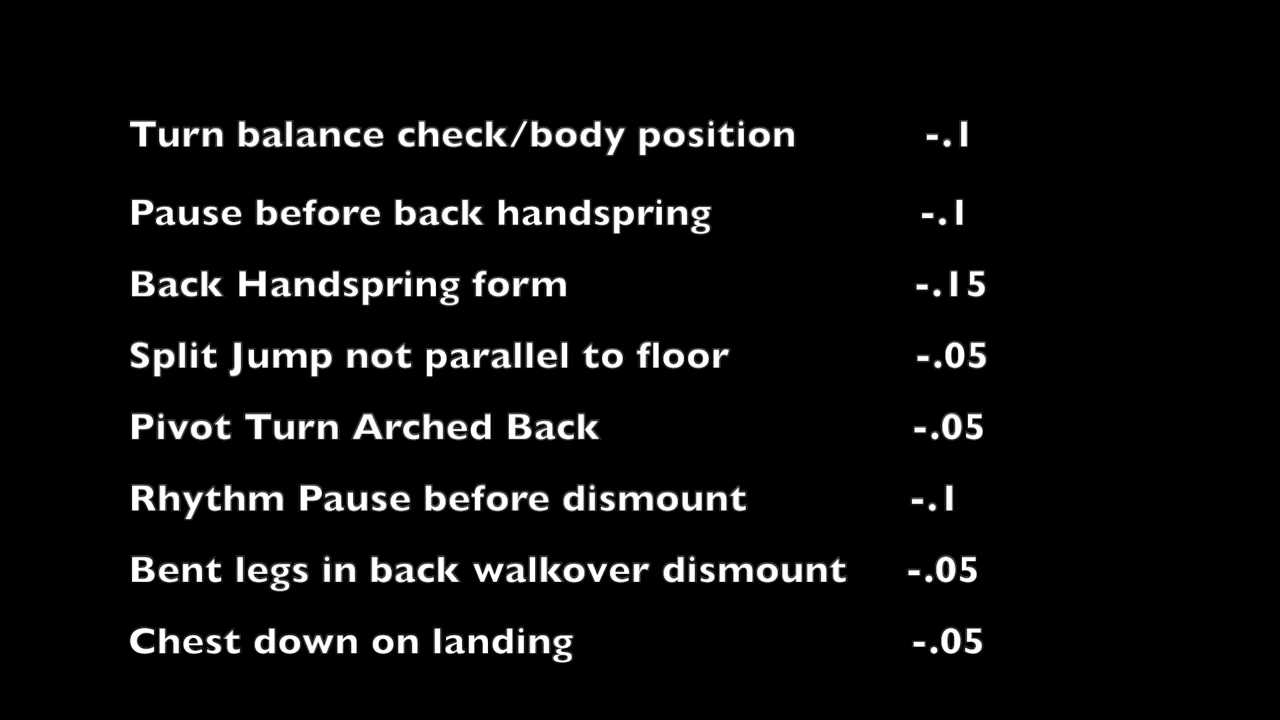 Turn balance check/body position -.1
Pause before back handspring -.1
Back Handspring form -.15
Split Jump not parallel to floor -.05
Pivot Turn Arched Back -.05
Rhythm Pause before dismount -.1
Bent legs in back walkover dismount -.05
Chest down on landing -.05